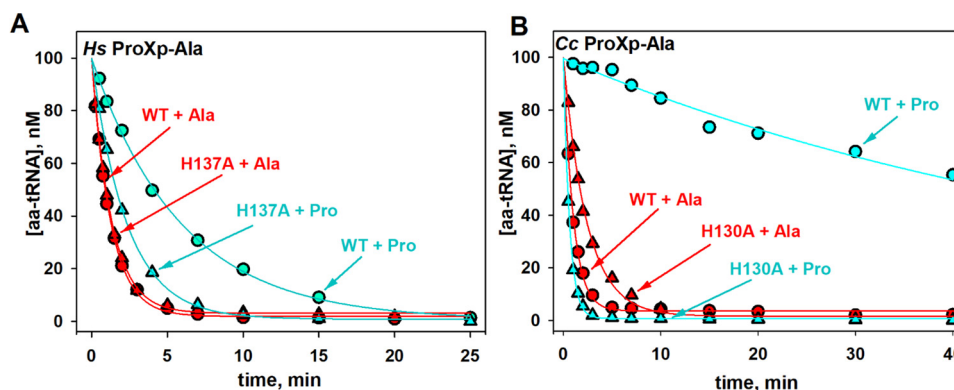 A
Hs ProXp-Ala
[aa-tRNA], nM
100
80
60
40
20
0
WT + Ala
H137A + Ala
H137A + Pro
WT + Pro
0
5
10
15
20
25
time, min
B
Cc ProXp-Ala
[aa-tRNA], nM
100
80
60
40
20
0
WT + Pro
WT + Ala
H130A + Ala
H130A + Pro
0
10
20
30
40
time, min